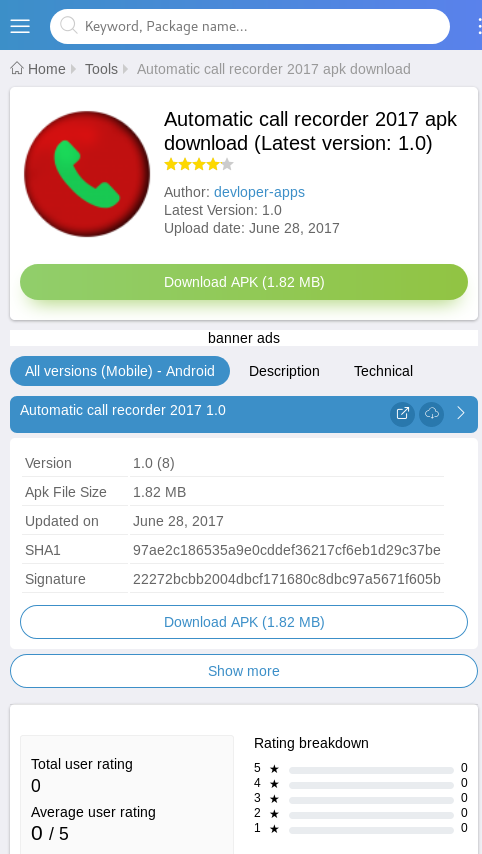 Keyword, Package name...
Home Tools Automatic call recorder 2017 apk download
Automatic call recorder 2017 apk
download (Latest version: 1.0)
Author: devloper-apps
Latest Version: 1.0
Upload date: June 28, 2017
Download APK (1.82 MB)
banner ads
All versions (Mobile) - Android Description Technical
Automatic call recorder 2017 1.0
Version 1.0 (8)
Apk File Size 1.82 MB
Updated on June 28, 2017
SHA1 97ae2c186535a9e0cddef36217cf6eb1d29c37be
Signature 22272bcbb2004dbcf171680c8dbc97a5671f605b
Download APK (1.82 MB)
Show more
Total user rating
0
Average user rating
0 / 5
Rating breakdown
5 ★ 0
4 ★ 0
3 ★ 0
2 ★ 0
1 ★ 0